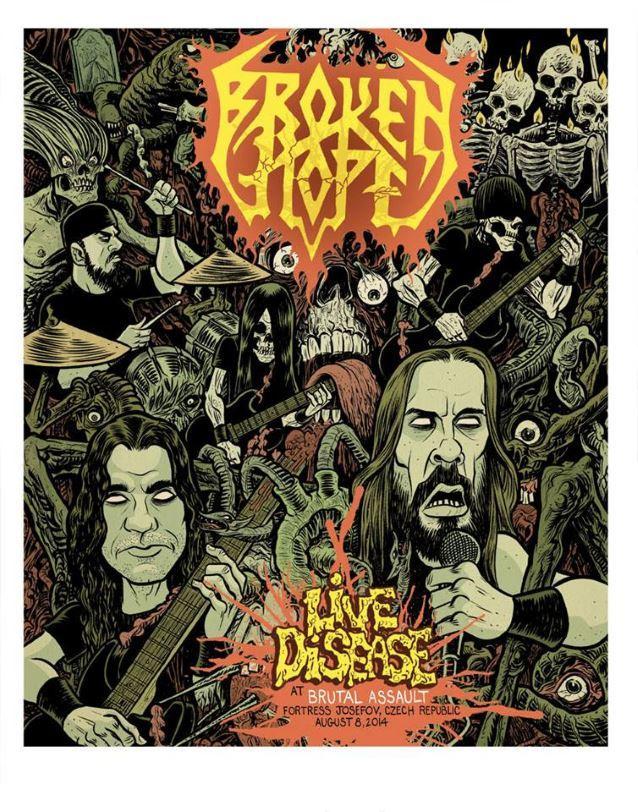 BROKEN
HOPE
LIVE
DISEASE
AT BRUTAL ASSAULT
FORTRESS JOSEFOV, CZECH REPUBLIC
AUGUST 8, 2014